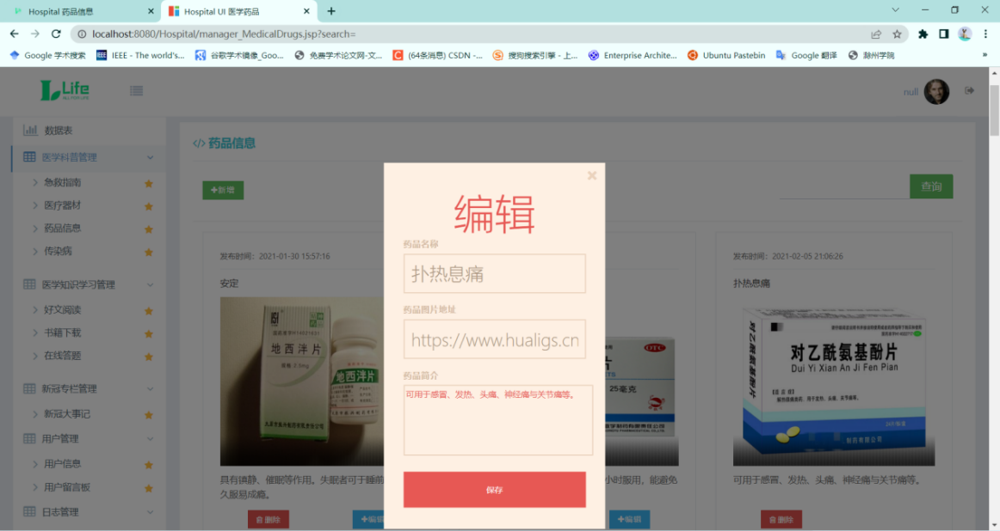 Hospital 药品信息
Hospital UI 医学药品
localhost:8080/Hospital/manager_MedicalDrugs.jsp?search=
Google 学术搜索
IEEE - The world's...
谷歌学术镜像_Goo...
免费学术论文网-文...
(64条消息) CSDN -...
搜狗搜索引擎 - 上...
Enterprise Archite...
Ubuntu Pastebin
Google 翻译
滁州学院
Life
null
数据表
医学科普管理
急救指南
医疗器材
药品信息
传染病
医学知识学习管理
好文阅读
书籍下载
在线答题
新冠专栏管理
新冠大事记
用户管理
用户信息
用户留言板
日志管理
</> 药品信息
+新增
查询
发布时间：2021-01-30 15:57:16
安定
地西泮片
地西泮片
具有镇静、催眠等作用。失眠者可于睡前
久服易成瘾。
删除
+编辑
编辑
药品名称
扑热息痛
药品图片地址
https://www.hualigs.cn
药品简介
可用于感冒、发热、头痛、神经痛与关节痛等。
保存
OTC
25毫克
小时服用，能避免
+编辑
发布时间：2021-02-05 21:06:26
扑热息痛
对乙酰氨基酚片
对乙酰氨基酚片
Dui Yi Xian An Ji Fen Pian
制药有限公司
可用于感冒、发热、头痛、神经痛与关节痛等。
删除